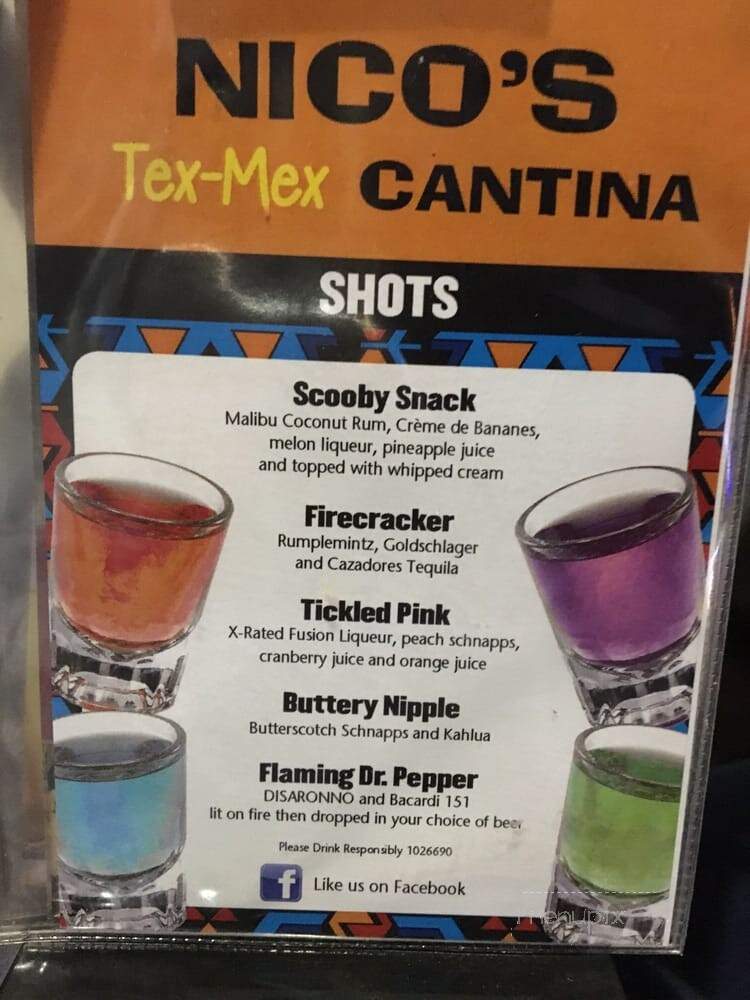 NICO'S
Tex-Mex CANTINA
SHOTS
Scooby Snack
Malibu Coconut Rum, Crème de Bananes,
melon liqueur, pineapple juice
and topped with whipped cream
Firecracker
Rumplemintz, Goldschlager
and Cazadores Tequila
Tickled Pink
X-Rated Fusion Liqueur, peach schnapps,
cranberry juice and orange juice
Buttery Nipple
Butterscotch Schnapps and Kahlua
Flaming Dr. Pepper
DISARONNO and Bacardi 151
lit on fire then dropped in your choice of beer
Please Drink Responsibly 1026690
f Like us on Facebook
menupix